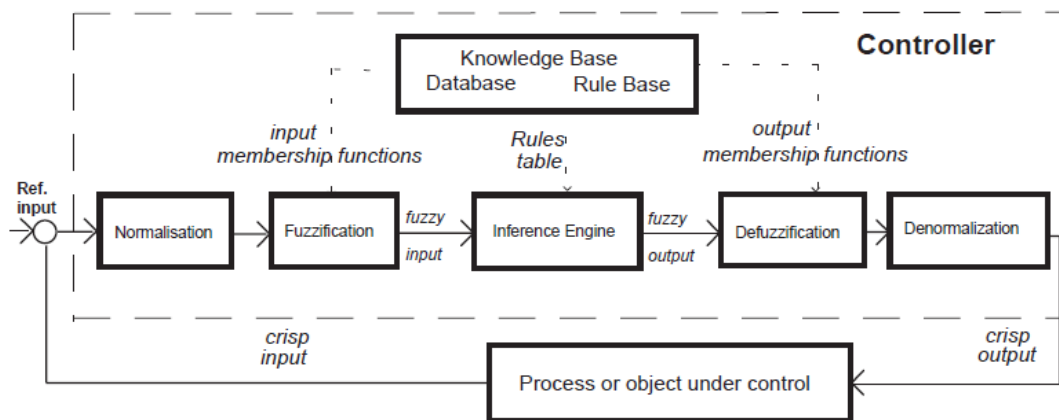 Controller
Knowledge Base
Database Rule Base
input
membership functions
Rules
table
output
membership functions
Ref.
input
Normalisation
Fuzzification
fuzzy
input
Inference Engine
fuzzy
output
Defuzzification
Denormalization
crisp
input
crisp
output
Process or object under control